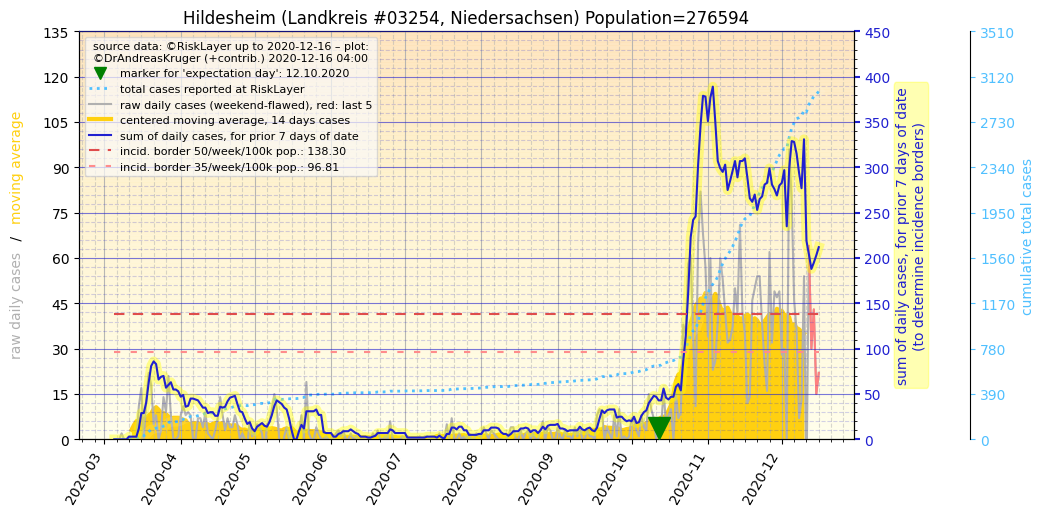 Hildesheim (Landkreis #03254, Niedersachsen) Population=276594
source data: ©RiskLayer up to 2020-12-16 – plot:
©DrAndreasKruger (+contrib.) 2020-12-16 04:00
marker for 'expectation day': 12.10.2020
total cases reported at RiskLayer
raw daily cases (weekend-flawed), red: last 5
centered moving average, 14 days cases
sum of daily cases, for prior 7 days of date
incid. border 50/week/100k pop.: 138.30
incid. border 35/week/100k pop.: 96.81
raw daily cases / moving average
135
120
105
90
75
60
45
30
15
0
2020-03
2020-04
2020-05
2020-06
2020-07
2020-08
2020-09
2020-10
2020-11
2020-12
450
400
350
300
250
200
150
100
50
0
sum of daily cases, for prior 7 days of date
(to determine incidence borders)
3510
3120
2730
2340
1950
1560
1170
780
390
0
cumulative total cases